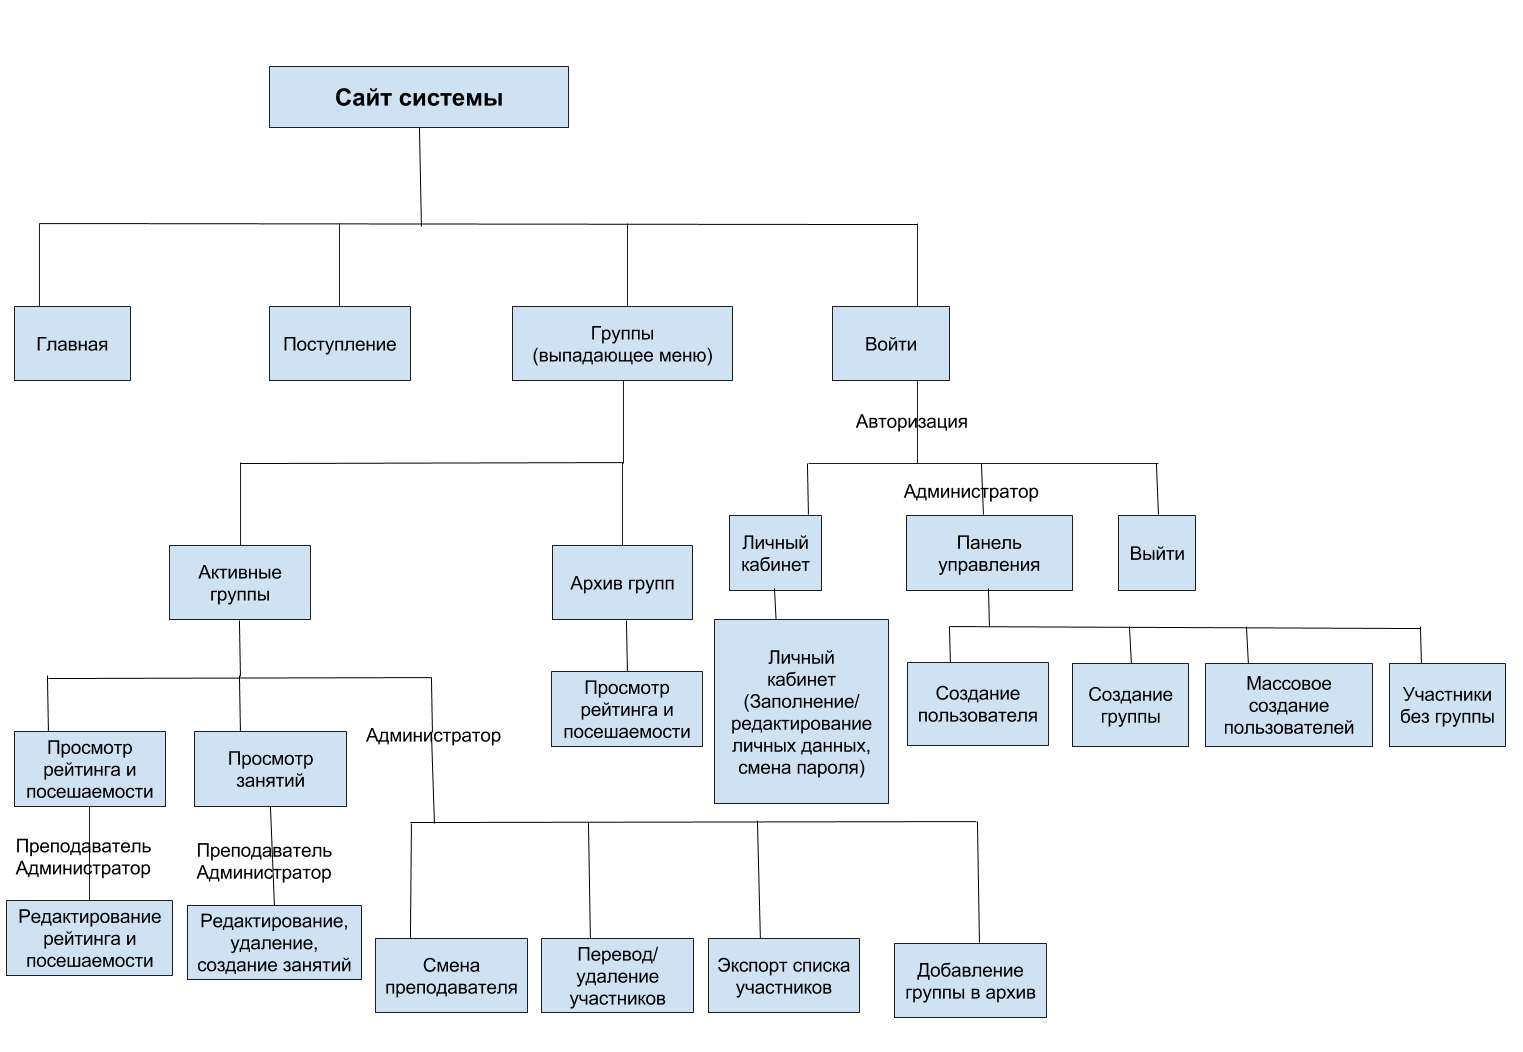 Сайт системы
Главная
Поступление
Группы
(выпадающее меню)
Войти
Авторизация
Администратор
Личный
кабинет
Панель
управления
Выйти
Активные
группы
Архив групп
Личный
кабинет
(Заполнение/
редактирование
личных данных,
смена пароля)
Создание
пользователя
Создание
группы
Массовое
создание
пользователей
Участники
без группы
Просмотр
рейтинга и
посешаемости
Просмотр
рейтинга и
посешаемости
Просмотр
занятий
Администратор
Преподаватель
Администратор
Преподаватель
Администратор
Редактирование
рейтинга и
посешаемости
Редактирование,
удаление,
создание занятий
Смена
преподавателя
Перевод/
удаление
участников
Экспорт списка
участников
Добавление
группы в архив